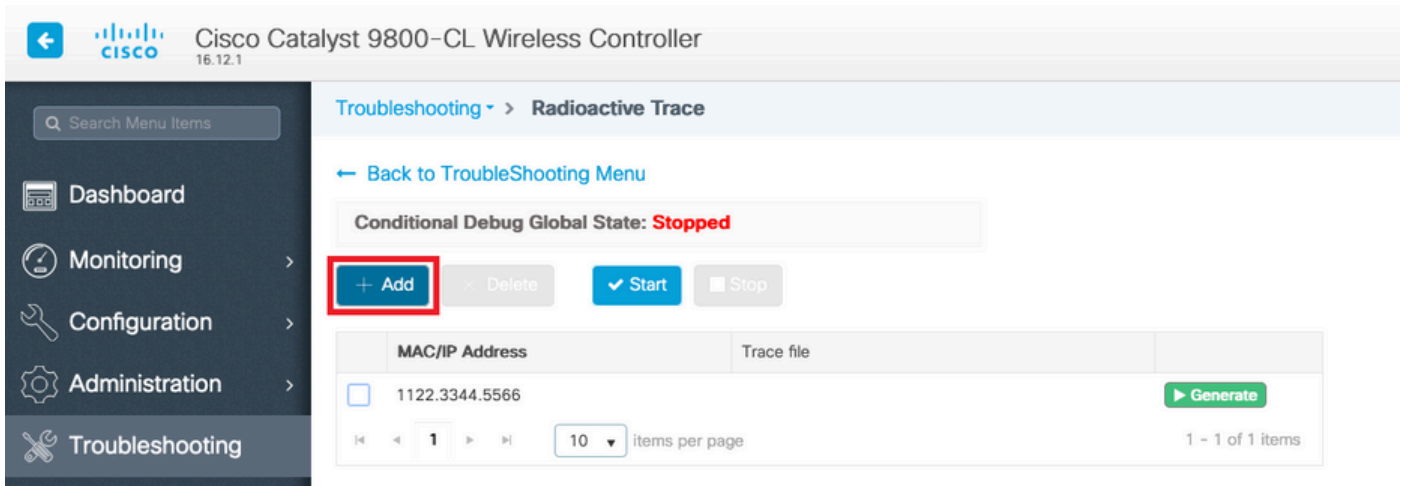 CISCO
Cisco Catalyst 9800-CL Wireless Controller
16.12.1
Search Menu Items
Dashboard
Monitoring
Configuration
Administration
Troubleshooting
Troubleshooting > Radioactive Trace
← Back to TroubleShooting Menu
Conditional Debug Global State: Stopped
+ Add × Delete ✔ Start Stop
MAC/IP Address Trace file
1122.3344.5566 Generate
1 10 items per page 1 - 1 of 1 items